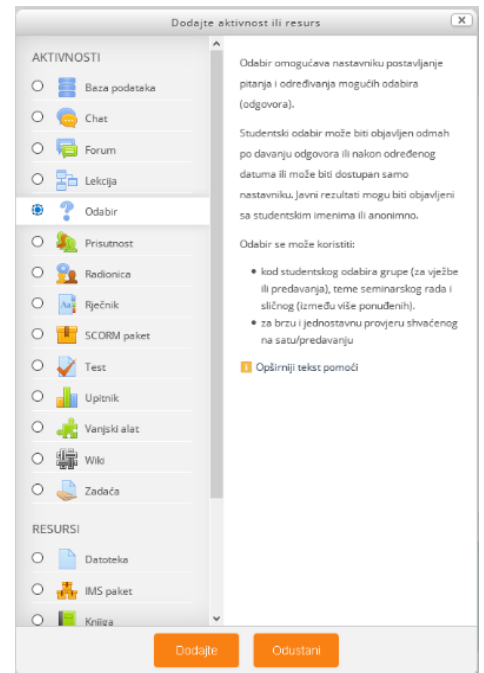 Dodajte aktivnost ili resurs
AKTIVNOSTI
Baza podataka
Chat
Forum
Lekcija
Odabir
Prisutnost
Radionica
Rječnik
SCORM paket
Test
Upitnik
Vanjski alat
Wiki
Zadaća
RESURSI
Datoteka
IMS paket
Knjiga
Odabir omogućava nastavniku postavljanje
pitanja i određivanja mogućih odabira
(odgovora).
Studentski odabir može biti objavljen odmah
po davanju odgovora ili nakon određenog
datuma ili može biti dostupan samo
nastavniku. Javni rezultati mogu biti objavljeni
sa studentskim imenima ili anonimno.
Odabir se može koristiti:
• kod studentskog odabira grupe (za vježbe
ili predavanja), teme seminarskog rada i
sličnog (između više ponuđenih).
• za brzu i jednostavnu provjeru shvaćenog
na satu/predavanju
Opširniji tekst pomoći
Dodajte
Odustani